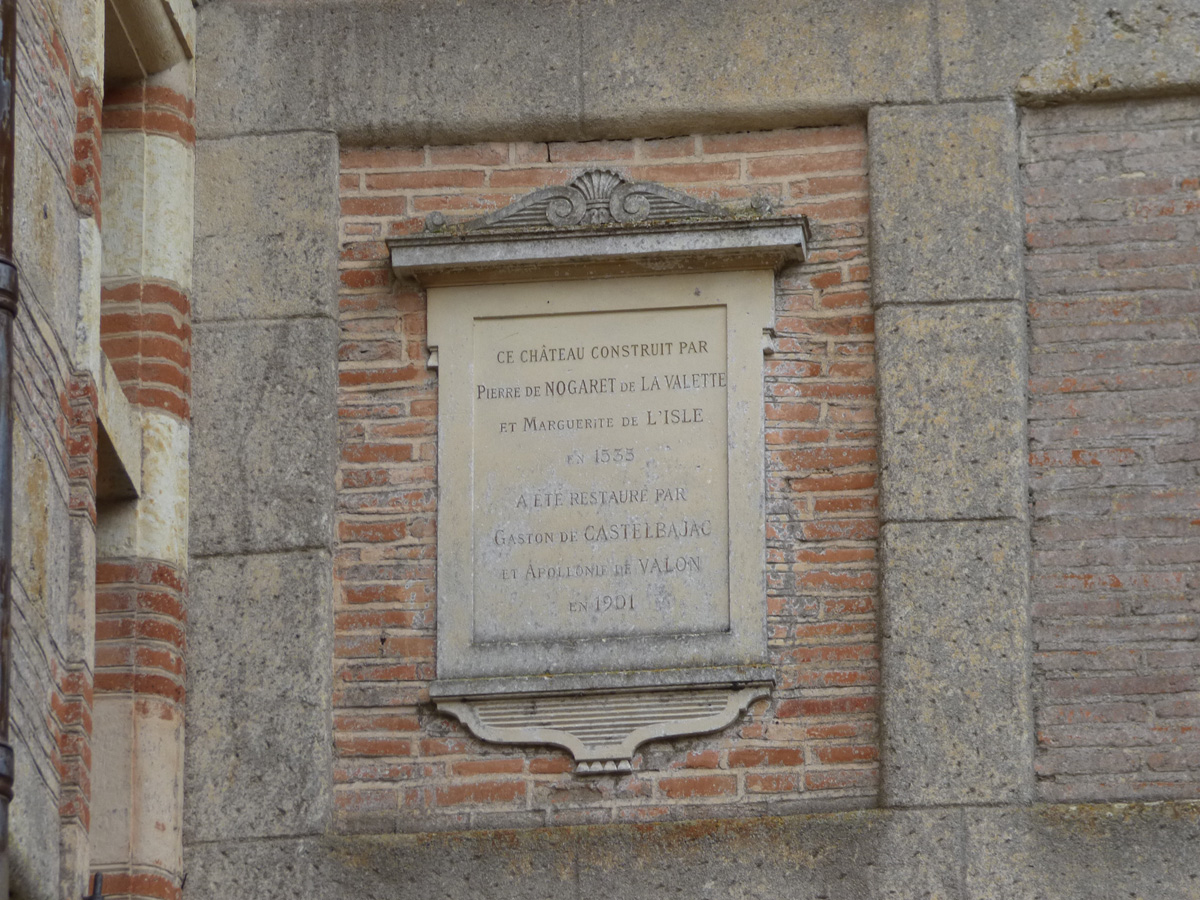 CE CHÂTEAU CONSTRUIT PAR
PIERRE DE NOGARET DE LA VALETTE
ET MARGUERITE DE L'ISLE
EN 1535
A ÉTÉ RESTAURÉ PAR
GASTON DE CASTELBAJAC
ET APOLLONIE DE VALON
EN 1901